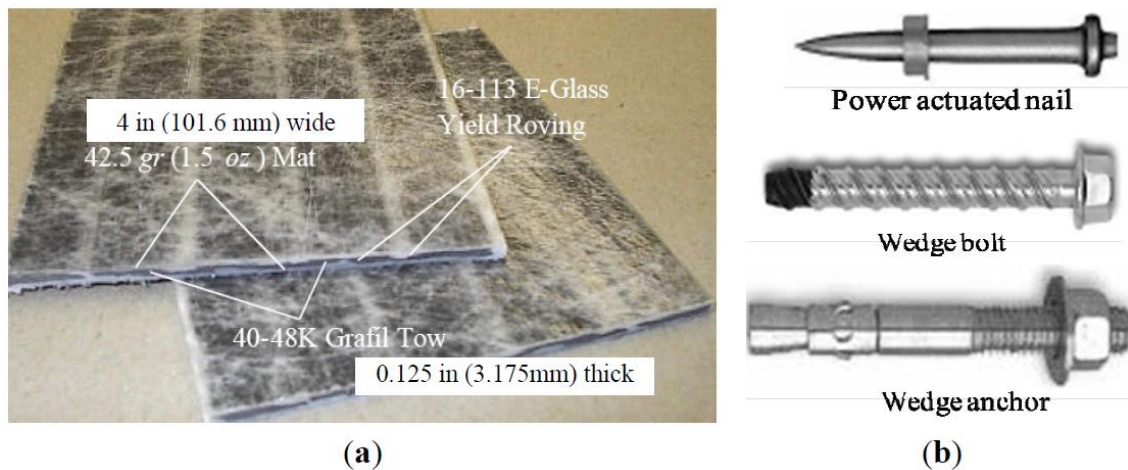 16-113 E-Glass
Yield Roving
4 in (101.6 mm) wide
42.5 gr (1.5 oz ) Mat
40-48K Grafil Tow
0.125 in (3.175mm) thick
(a)
Power actuated nail
Wedge bolt
Wedge anchor
(b)